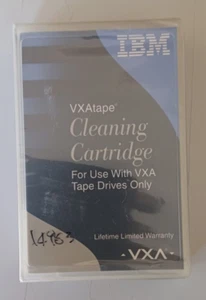 IBM
VXAtape®
Cleaning
Cartridge
For Use With VXA
Tape Drives Only
14983
Lifetime Limited Warranty
-VXA-